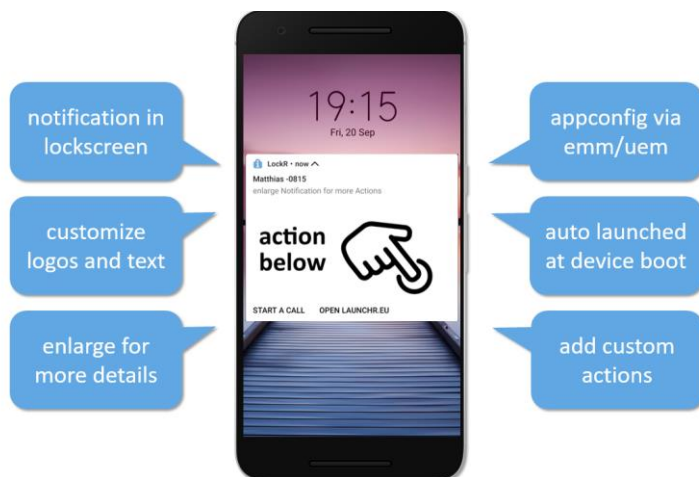 notification in
lockscreen
customize
logos and text
enlarge for
more details
19:15
Fri, 20 Sep
LockR • now
Matthias -0815
enlarge Notification for more Actions
action
below
START A CALL OPEN LAUNCHR.EU
appconfig via
emm/uem
auto launched
at device boot
add custom
actions